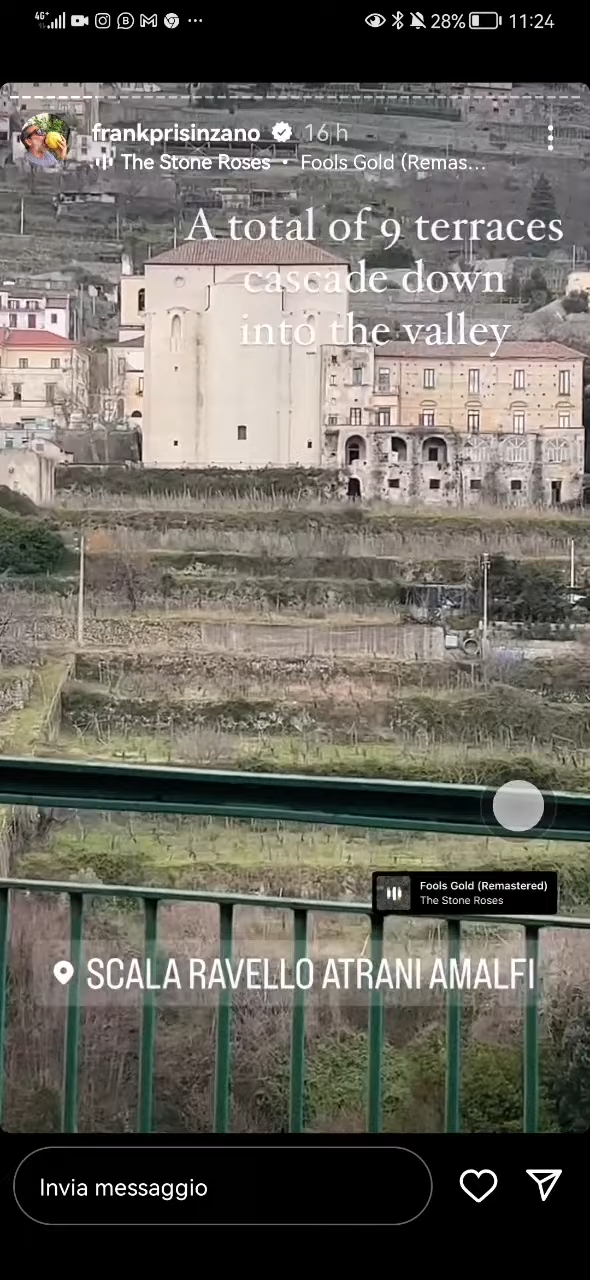 4G+ 28% 11:24
frankprisinzano 16 h
The Stone Roses • Fools Gold (Remas...
A total of 9 terraces
cascade down
into the valley
Fools Gold (Remastered)
The Stone Roses
SCALA RAVELLO ATRANI AMALFI
Invia messaggio